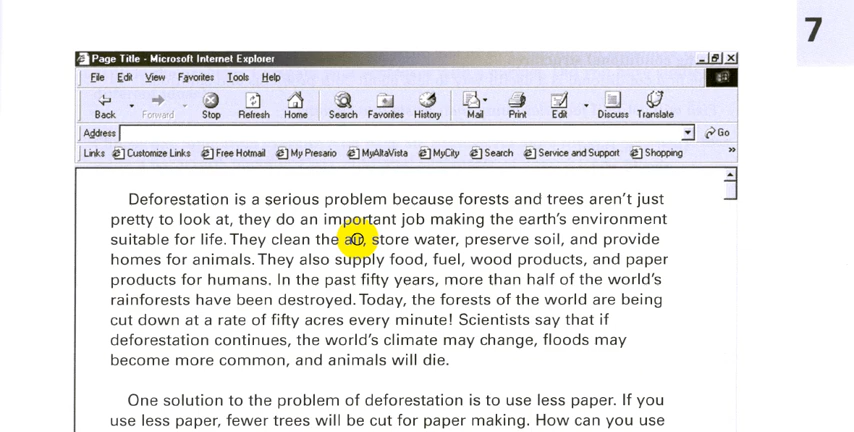 7
Page Title - Microsoft Internet Explorer
File Edit View Favorites Tools Help
Back Forward Stop Refresh Home Search Favorites History Mail Print Edit Discuss Translate
Address Go
Links Customize Links Free Hotmail My Presario MyAltaVista MyCity Search Service and Support Shopping »
Deforestation is a serious problem because forests and trees aren't just
pretty to look at, they do an important job making the earth's environment
suitable for life. They clean the air, store water, preserve soil, and provide
homes for animals. They also supply food, fuel, wood products, and paper
products for humans. In the past fifty years, more than half of the world's
rainforests have been destroyed. Today, the forests of the world are being
cut down at a rate of fifty acres every minute! Scientists say that if
deforestation continues, the world's climate may change, floods may
become more common, and animals will die.
One solution to the problem of deforestation is to use less paper. If you
use less paper, fewer trees will be cut for paper making. How can you use